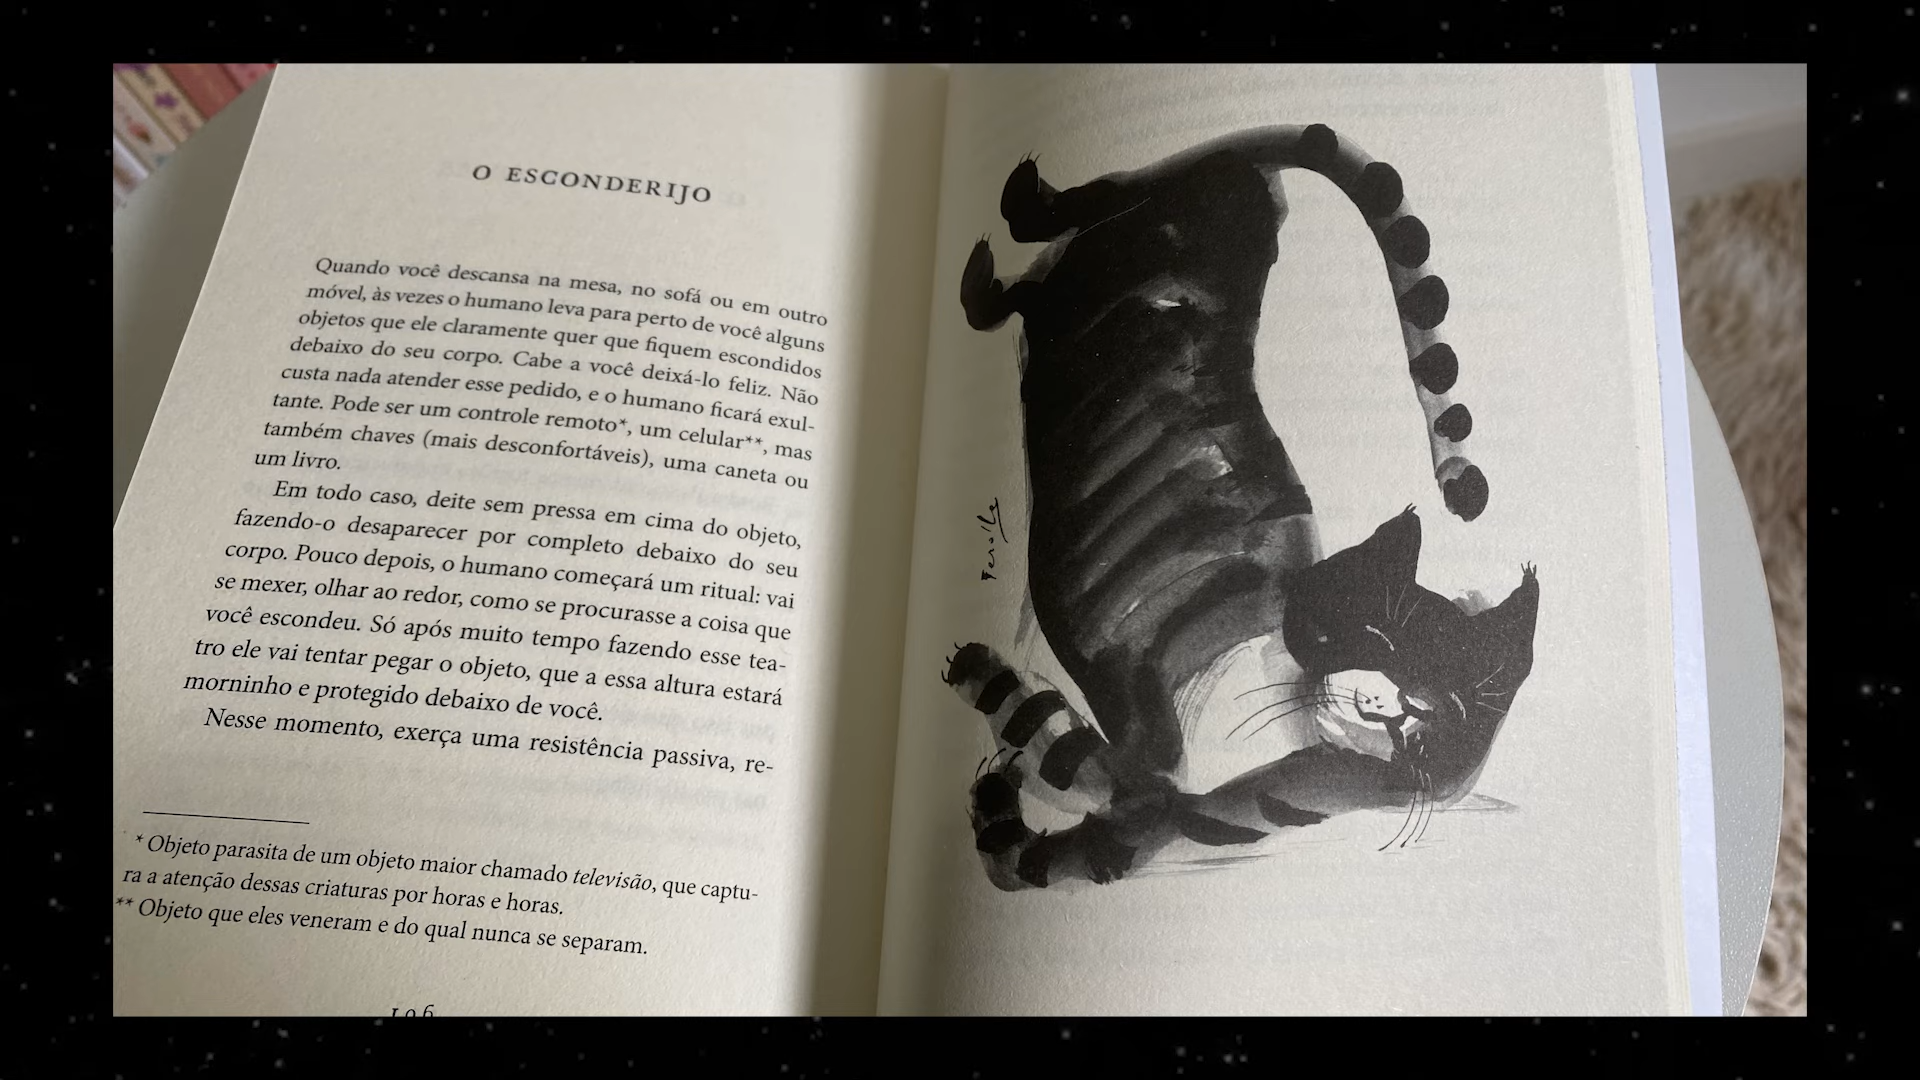 O ESCONDERIJO
Quando você descansa na mesa, no sofá ou em outro
móvel, às vezes o humano leva para perto de você alguns
objetos que ele claramente quer que fiquem escondidos
debaixo do seu corpo. Cabe a você deixá-lo feliz. Não
custa nada atender esse pedido, e o humano ficará exul-
tante. Pode ser um controle remoto*, um celular**, mas
também chaves (mais desconfortáveis), uma caneta ou
um livro.
Em todo caso, deite sem pressa em cima do objeto,
fazendo-o desaparecer por completo debaixo do seu
corpo. Pouco depois, o humano começará um ritual: vai
se mexer, olhar ao redor, como se procurasse a coisa que
você escondeu. Só após muito tempo fazendo esse tea-
tro ele vai tentar pegar o objeto, que a essa altura estará
morninho e protegido debaixo de você.
Nesse momento, exerça uma resistência passiva, re-
* Objeto parasita de um objeto maior chamado televisão, que captu-
ra a atenção dessas criaturas por horas e horas.
** Objeto que eles veneram e do qual nunca se separam.
106